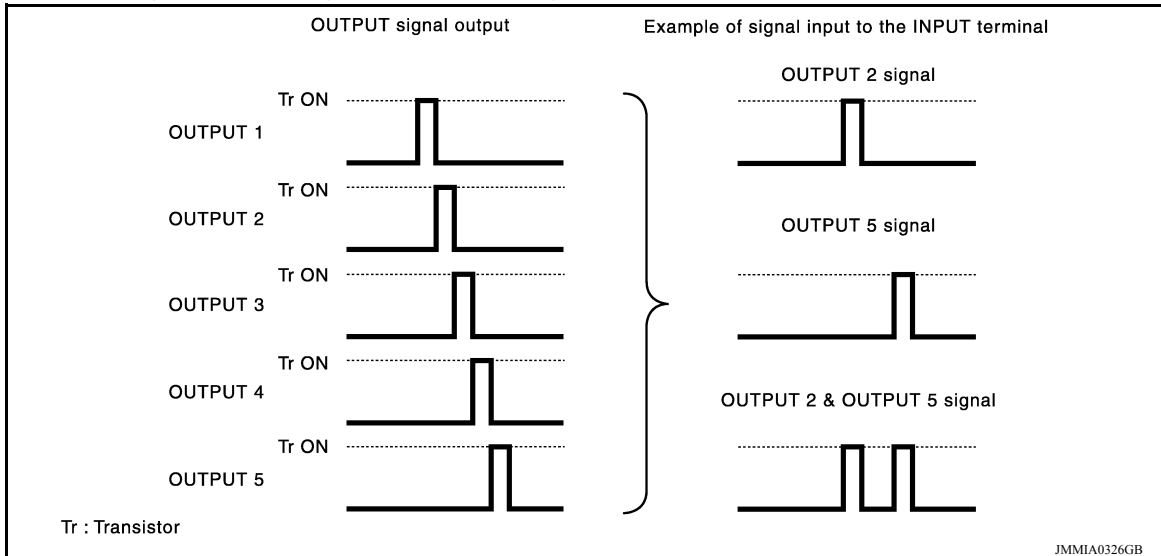 OUTPUT signal output
Example of signal input to the INPUT terminal
OUTPUT 1
Tr ON
OUTPUT 2
Tr ON
OUTPUT 3
Tr ON
OUTPUT 4
Tr ON
OUTPUT 5
Tr ON
OUTPUT 2 signal
OUTPUT 5 signal
OUTPUT 2 & OUTPUT 5 signal
Tr : Transistor
JMMIA0326GB